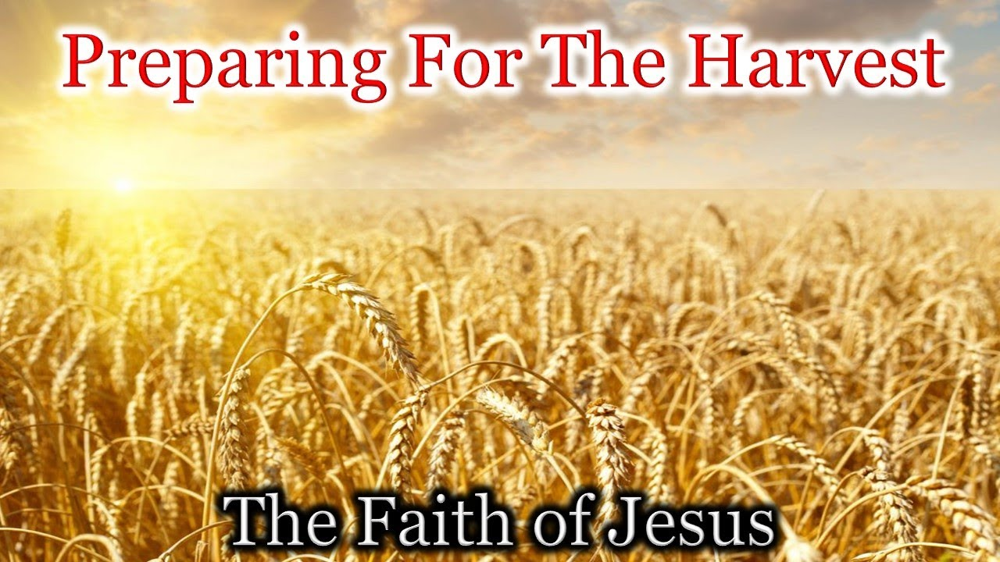 Preparing For The Harvest
The Faith of Jesus